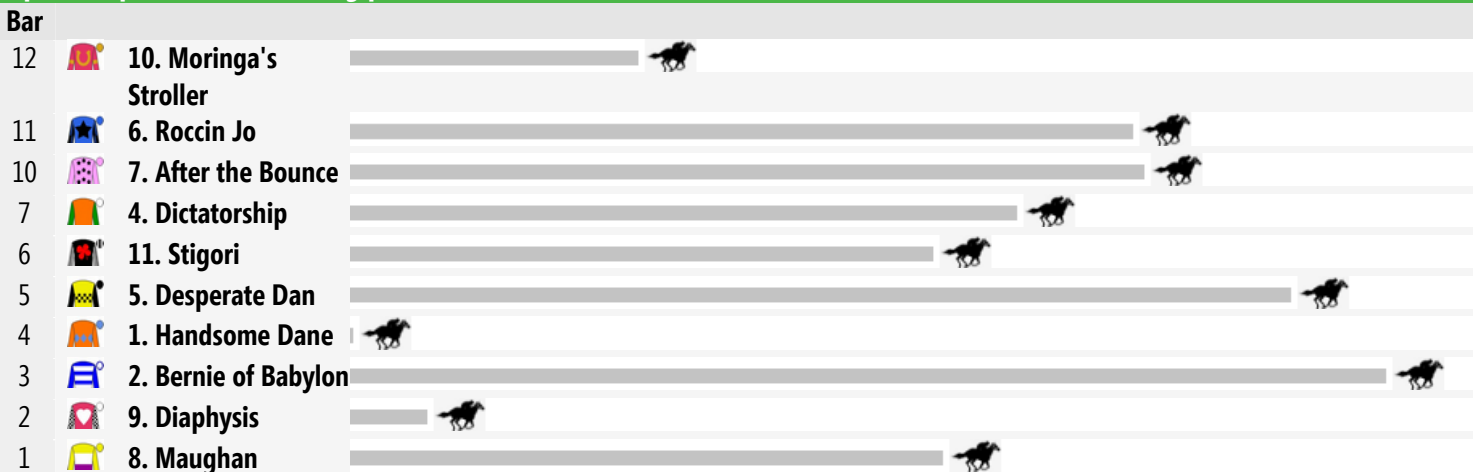 Bar
12 10. Moringa's
Stroller
11 6. Roccin Jo
10 7. After the Bounce
7 4. Dictatorship
6 11. Stigori
5 5. Desperate Dan
4 1. Handsome Dane
3 2. Bernie of Babylon
2 9. Diaphysis
1 8. Maughan